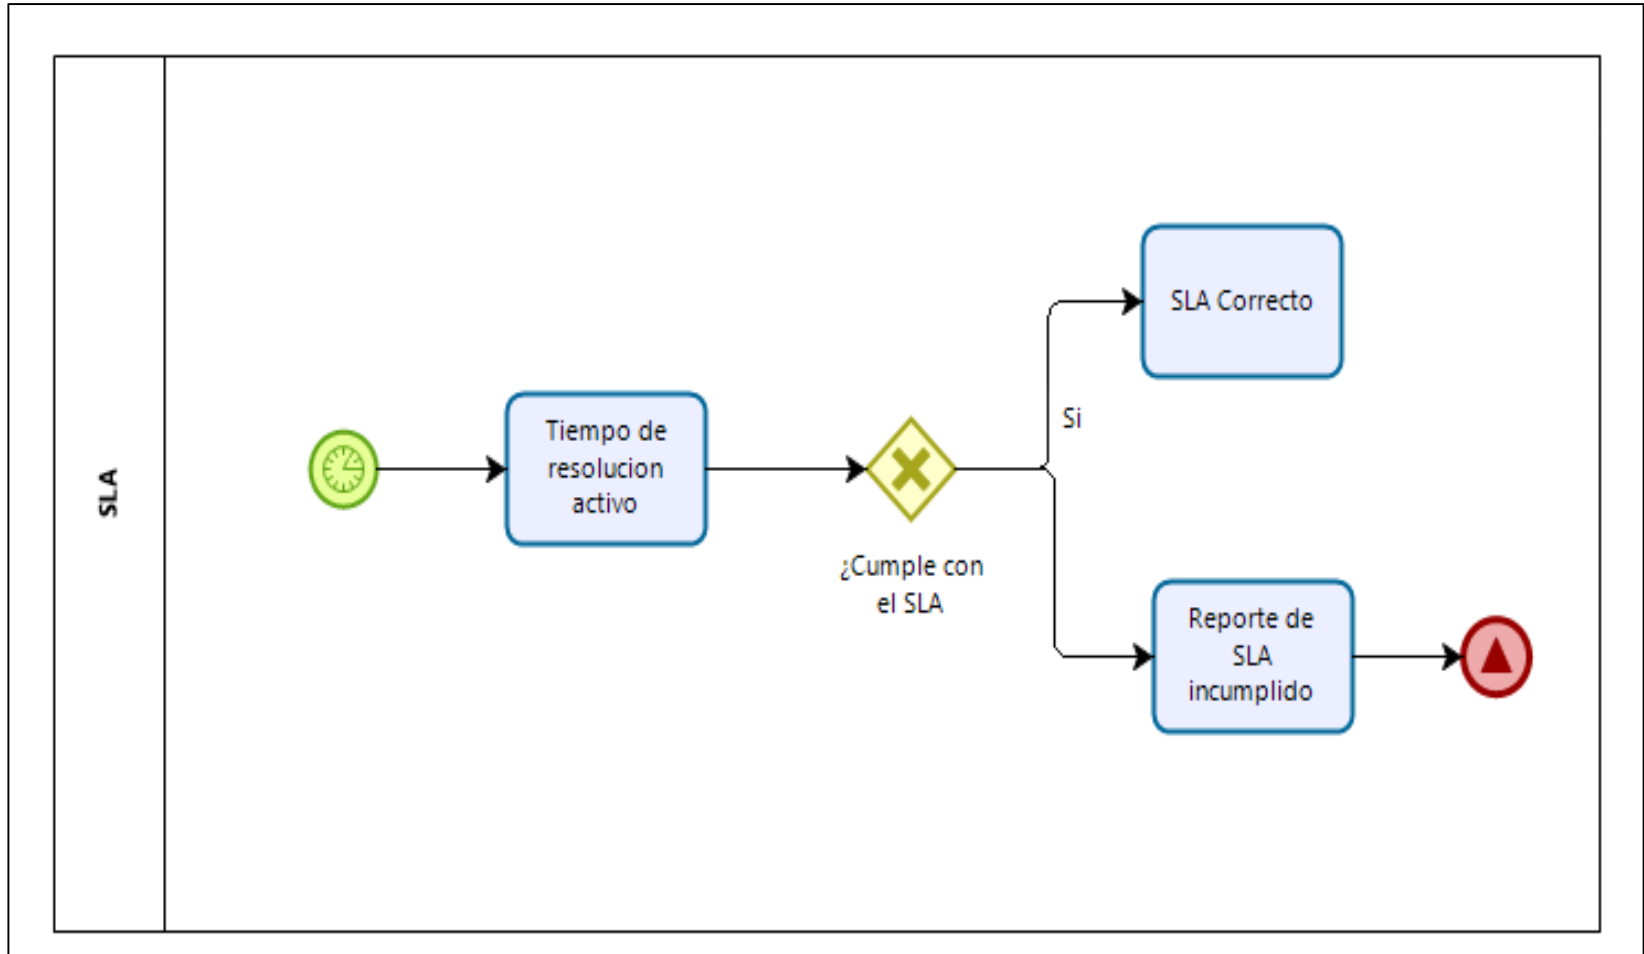 SLA
Tiempo de
resolucion
activo
¿Cumple con
el SLA
Si
SLA Correcto
Reporte de
SLA
incumplido